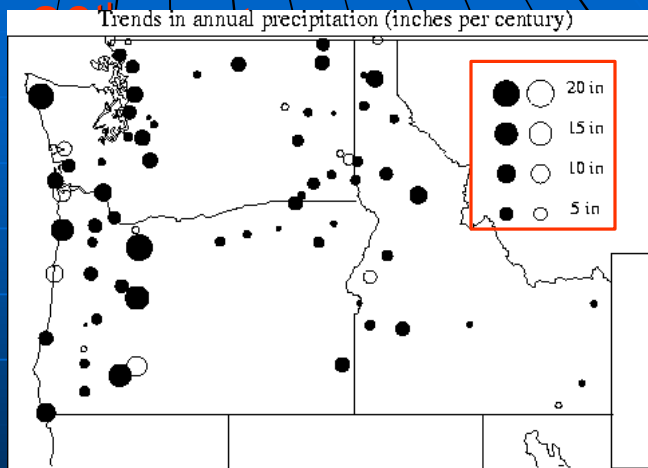 Trends in annual precipitation (inches per century)
20 in
15 in
10 in
5 in